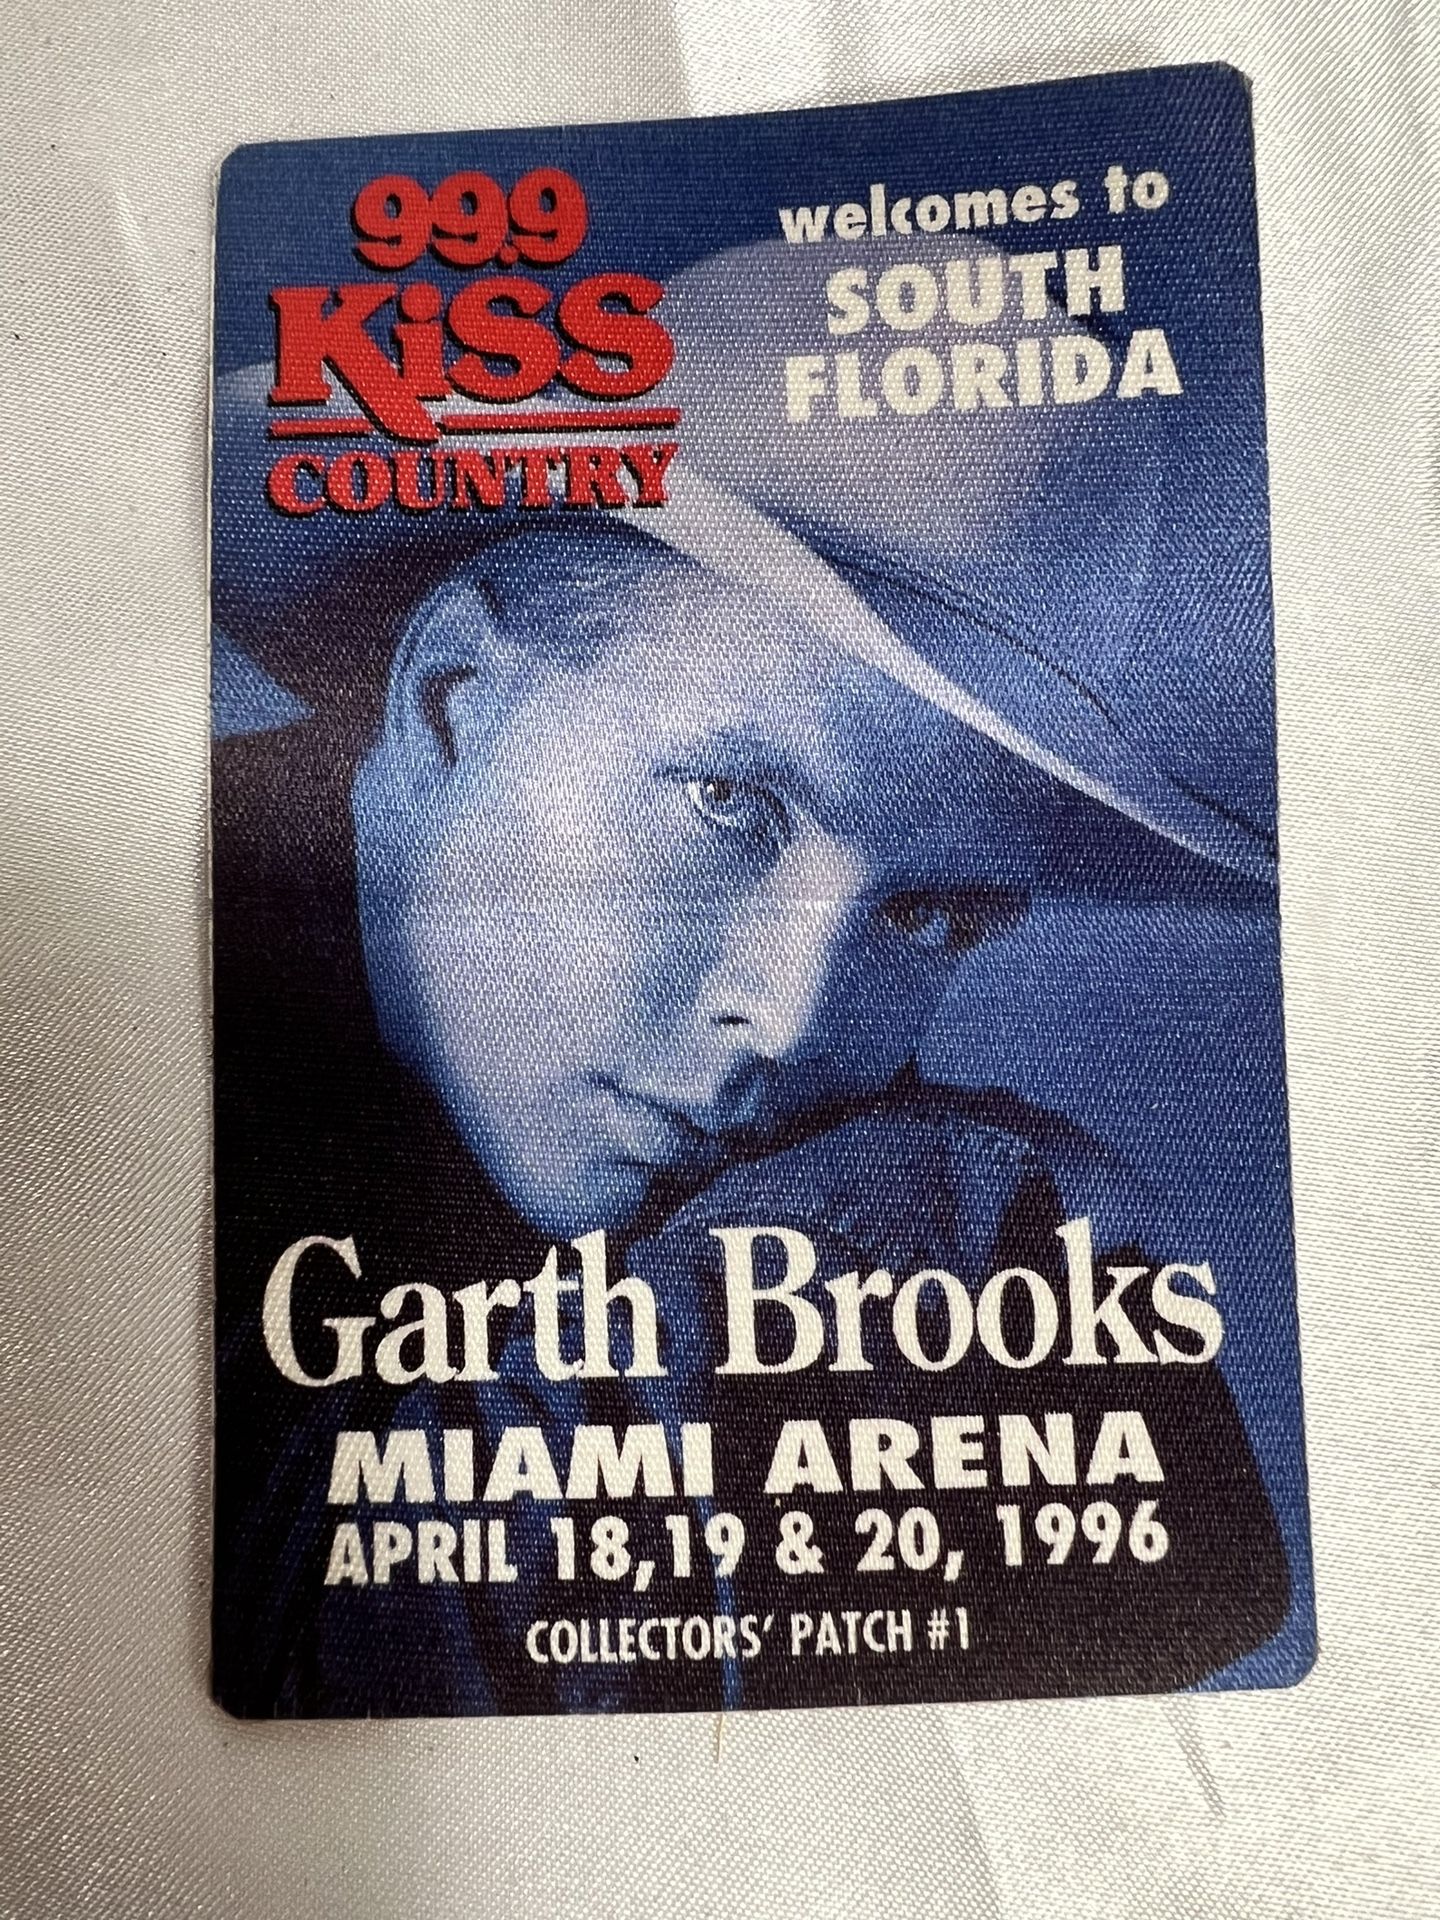 99.9
KiSS
COUNTRY
welcomes to
SOUTH
FLORIDA
Garth Brooks
MIAMI ARENA
APRIL 18, 19 & 20, 1996
COLLECTORS' PATCH #1